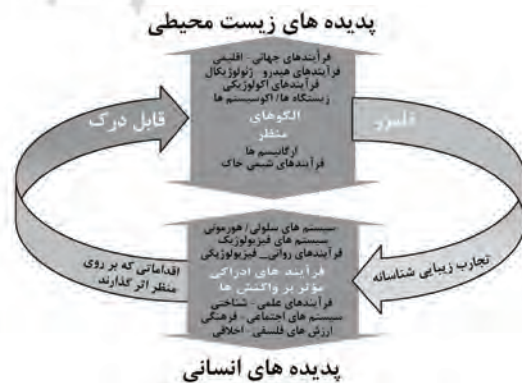 پدیده های زیست محیطی
فرآیندهای جهانی - اقلیمی
فرآیندهای هیدرو - ژئولوژیکال
فرآیندهای اکولوژیکی
زیستگاه ها/ اکوسیستم ها
الگوهای
منظر
ارگانیسم ها
فرآیندهای شیمی خاک
قابل درک
قلمرو
سیستم های سلولی/ هورمونی
سیستم های فیزیولوژیک
فرآیندهای روانی_ فیزیولوژیکی
فرآیند های ادراکی
مؤثر بر واکنش ها
فرآیندهای علمی - شناختی
سیستم های اجتماعی - فرهنگی
ارزش های فلسفی - اخلاقی
اقداماتی که بر روی
منظر اثر گذارند
تجارب زیبایی شناسانه
پدیده های انسانی